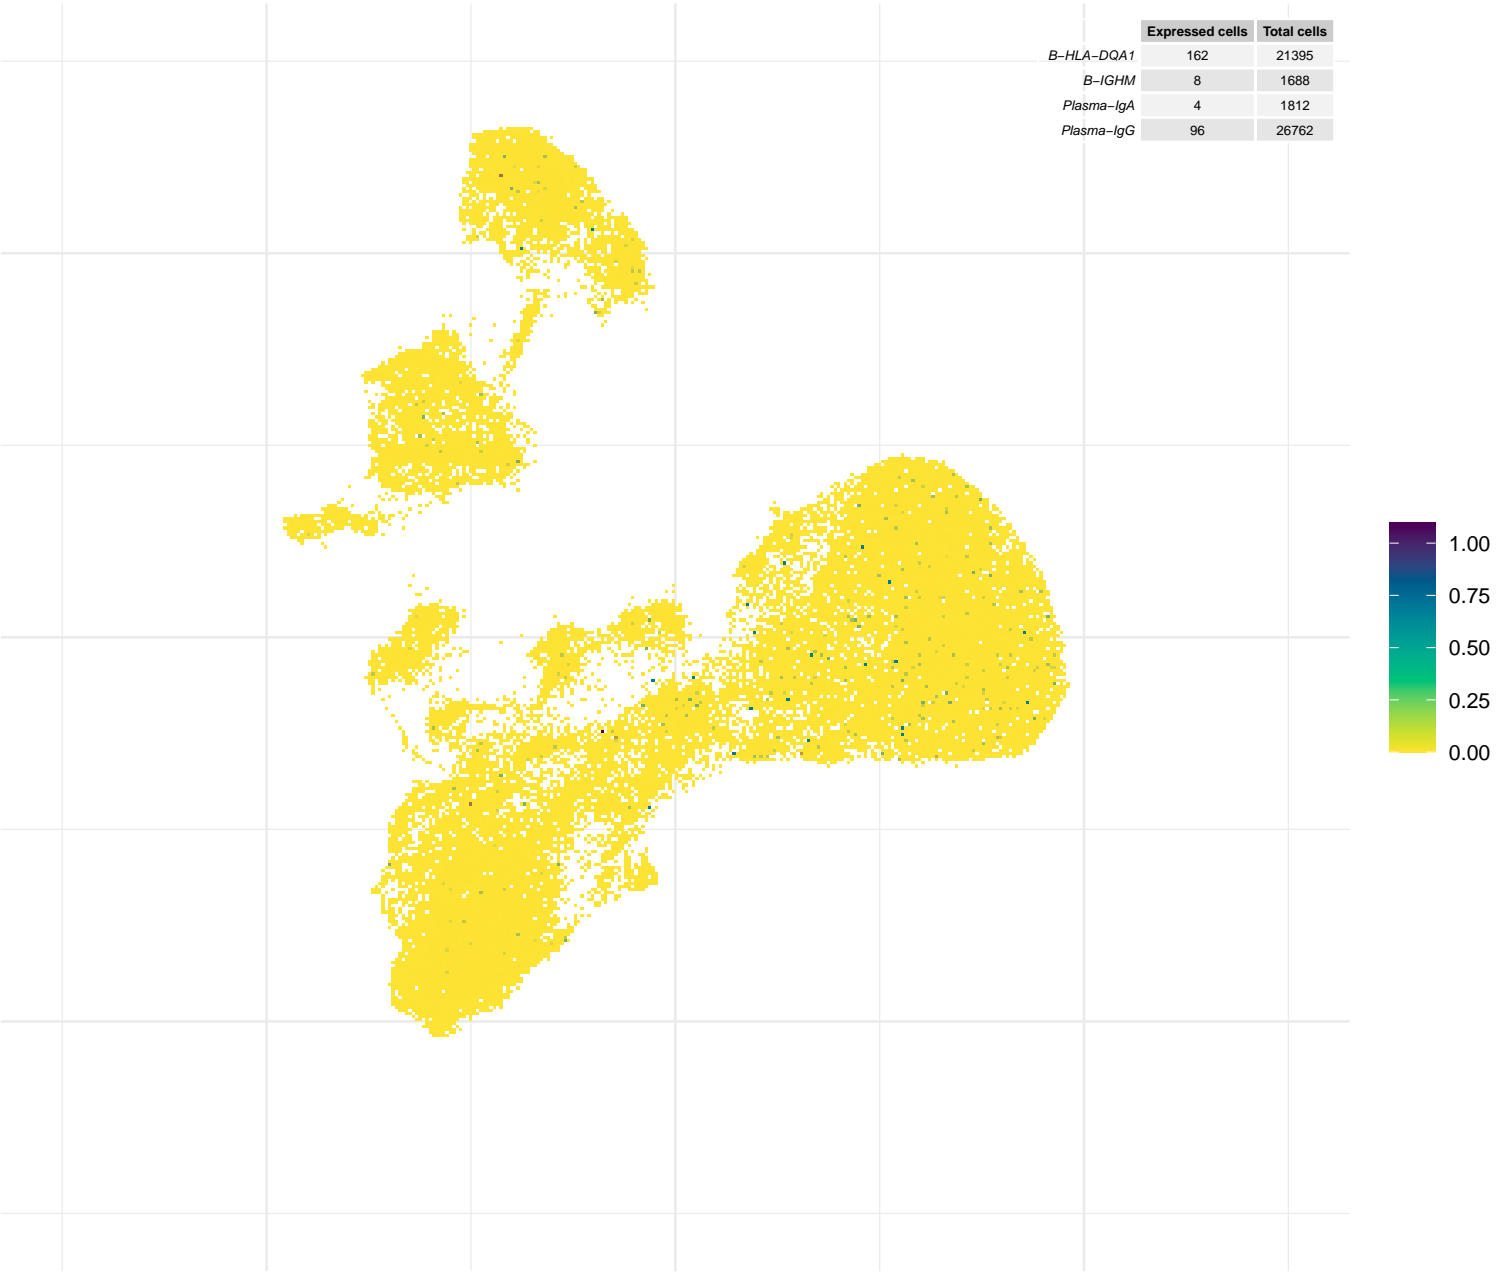 Expressed cells Total cells
B−HLA−DQA1 162 21395
B−IGHM 8 1688
Plasma−IgA 4 1812
Plasma−IgG 96 26762
1.00
0.75
0.50
0.25
0.00